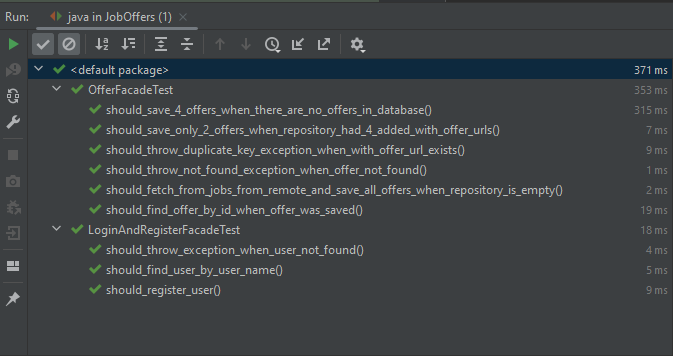 Run: java in JobOffers (1)
<default package> 371 ms
OfferFacadeTest 353 ms
should_save_4_offers_when_there_are_no_offers_in_database() 315 ms
should_save_only_2_offers_when_repository_had_4_added_with_offer_urls() 7 ms
should_throw_duplicate_key_exception_when_with_offer_url_exists() 9 ms
should_throw_not_found_exception_when_offer_not_found() 1 ms
should_fetch_from_jobs_from_remote_and_save_all_offers_when_repository_is_empty() 2 ms
should_find_offer_by_id_when_offer_was_saved() 19 ms
LoginAndRegisterFacadeTest 18 ms
should_throw_exception_when_user_not_found() 4 ms
should_find_user_by_user_name() 5 ms
should_register_user() 9 ms